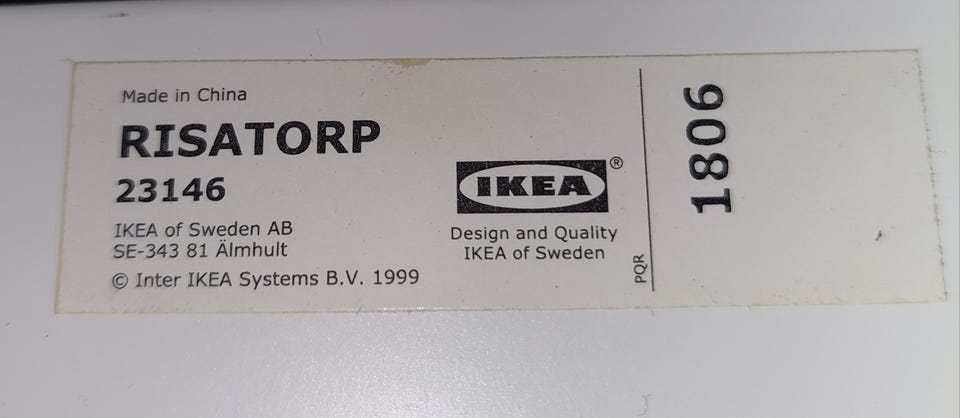 Made in China
RISATORP
23146
IKEA of Sweden AB
SE-343 81 Älmhult
© Inter IKEA Systems B.V. 1999
IKEA®
Design and Quality
IKEA of Sweden
PQR
1806